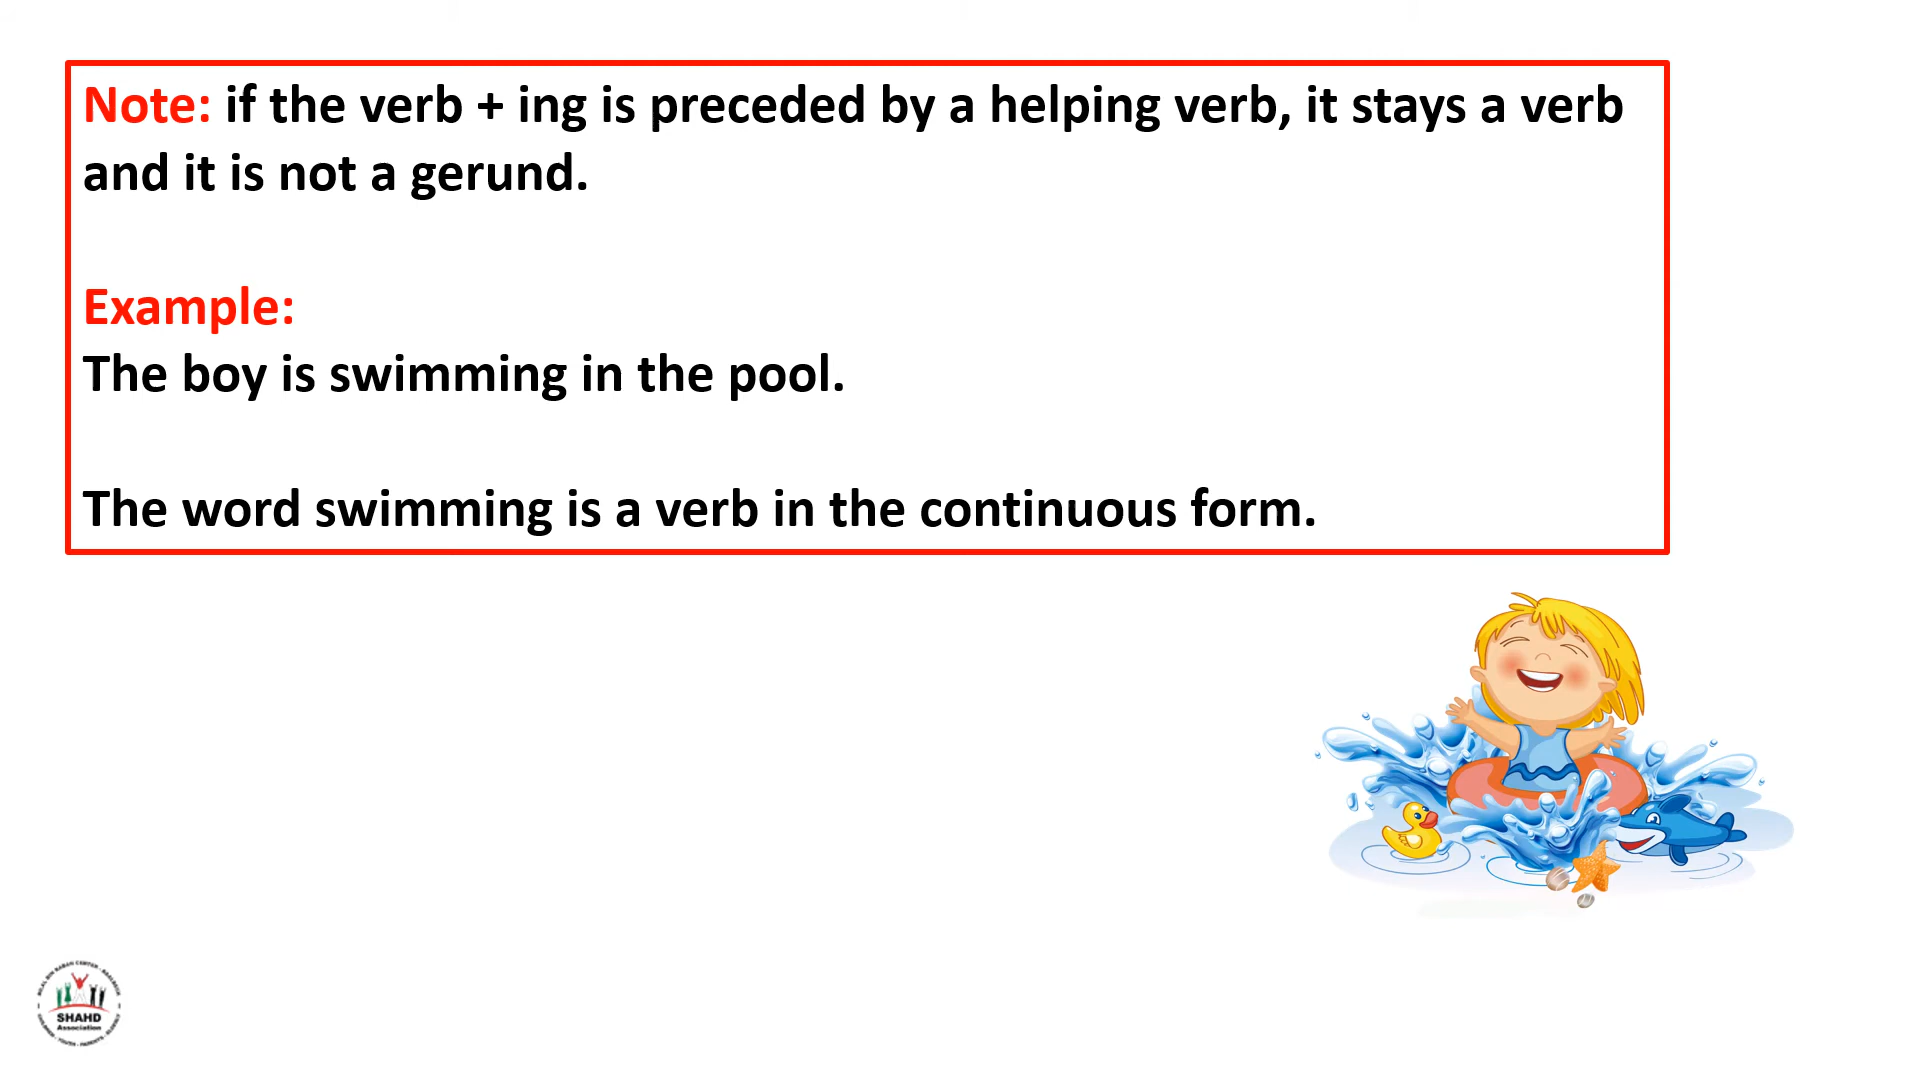 Note: if the verb + ing is preceded by a helping verb, it stays a verb
and it is not a gerund.
Example:
The boy is swimming in the pool.
The word swimming is a verb in the continuous form.
SHAHD
Association